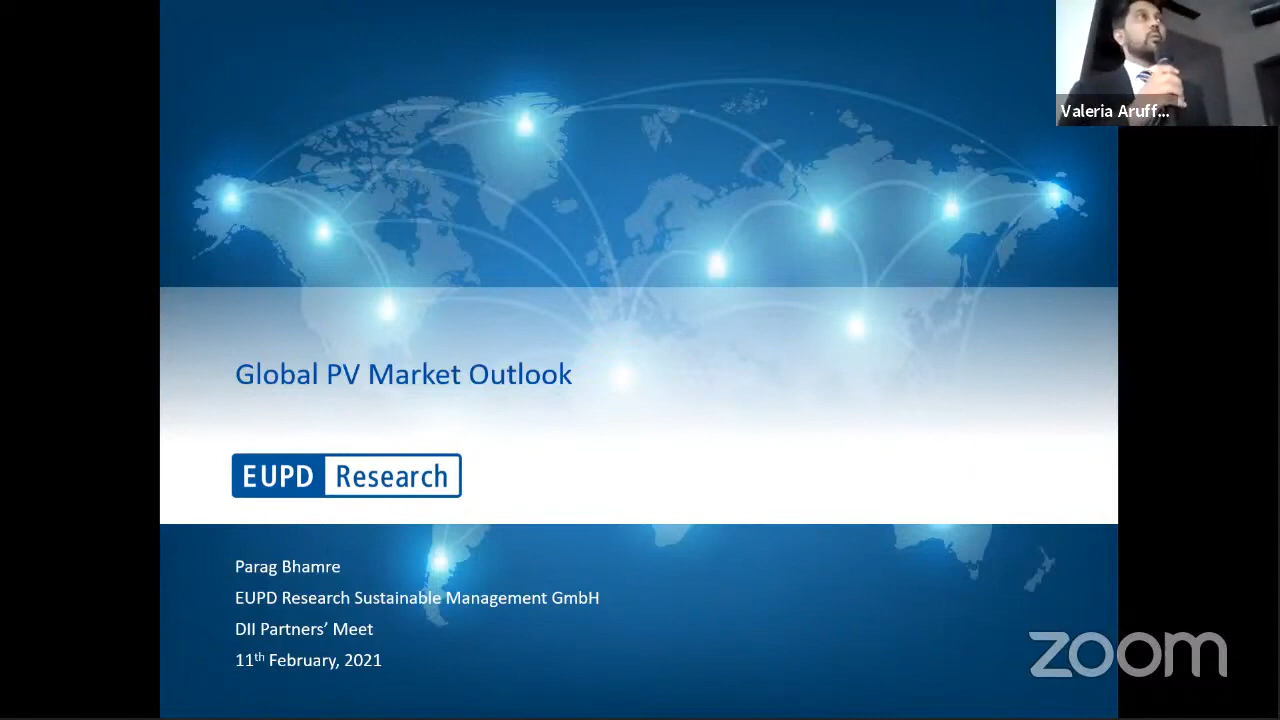 Valeria Aruff...
Global PV Market Outlook
EUPD Research
Parag Bhamre
EUPD Research Sustainable Management GmbH
DII Partners’ Meet
11th February, 2021
zoom